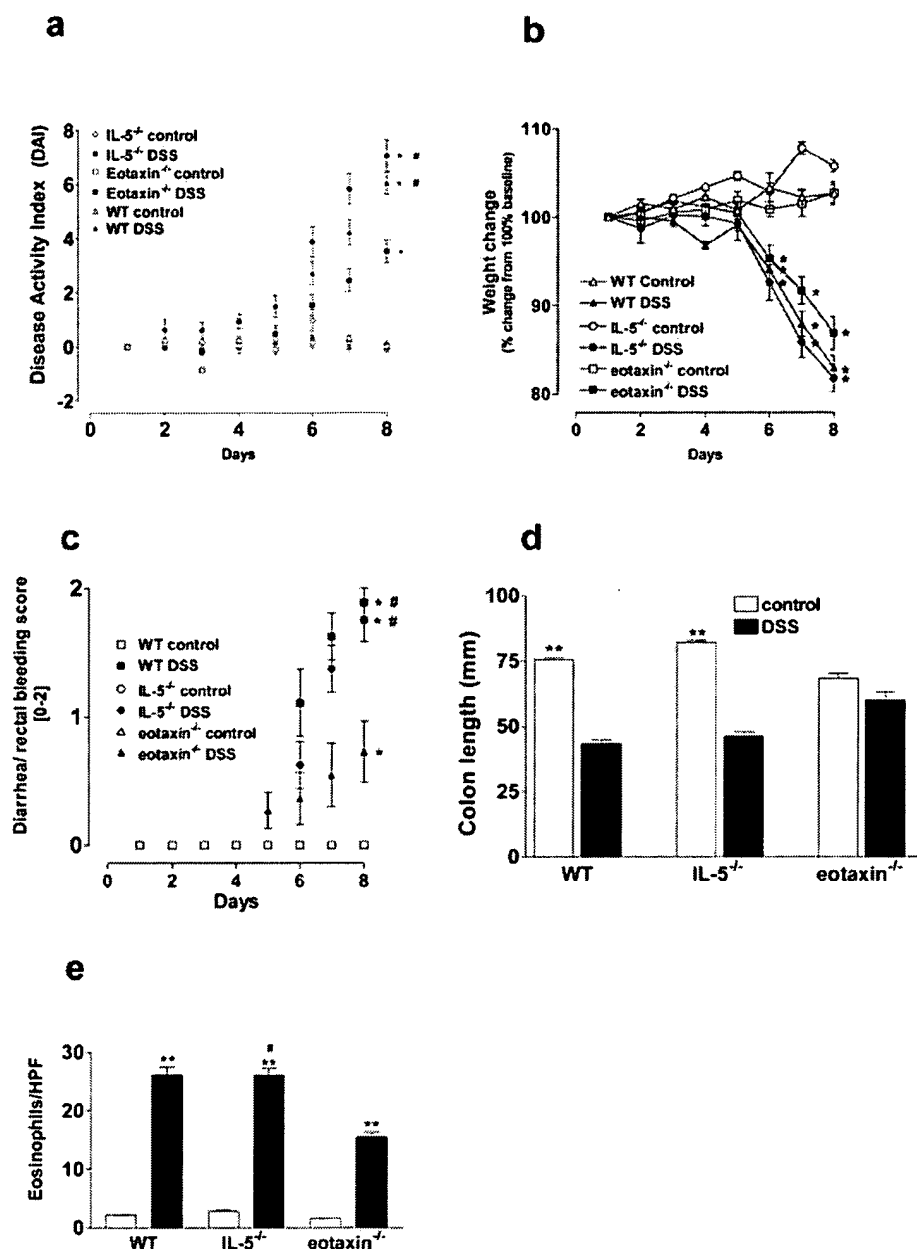 a
Disease Activity Index (DAI)
8
6
4
2
0
-2
IL-5-/- control
IL-5-/- DSS
Eotaxin-/- control
Eotaxin-/- DSS
WT control
WT DSS
* #
* #
*
0 2 4 6 8
Days
b
Weight change
(% change from 100% baseline)
110
100
90
80
WT Control
WT DSS
IL-5-/- control
IL-5-/- DSS
eotaxin-/- control
eotaxin-/- DSS
0 2 4 6 8
Days
c
Diarrhea/ rectal bleeding score
[0-2]
2
1
0
WT control
WT DSS
IL-5-/- control
IL-5-/- DSS
eotaxin-/- control
eotaxin-/- DSS
* #
* #
*
0 2 4 6 8
Days
d
Colon length (mm)
100
75
50
25
0
control
DSS
** **
WT IL-5-/- eotaxin-/-
e
Eosinophils/HPF
30
20
10
0
#
** ** **
WT IL-5-/- eotaxin-/-